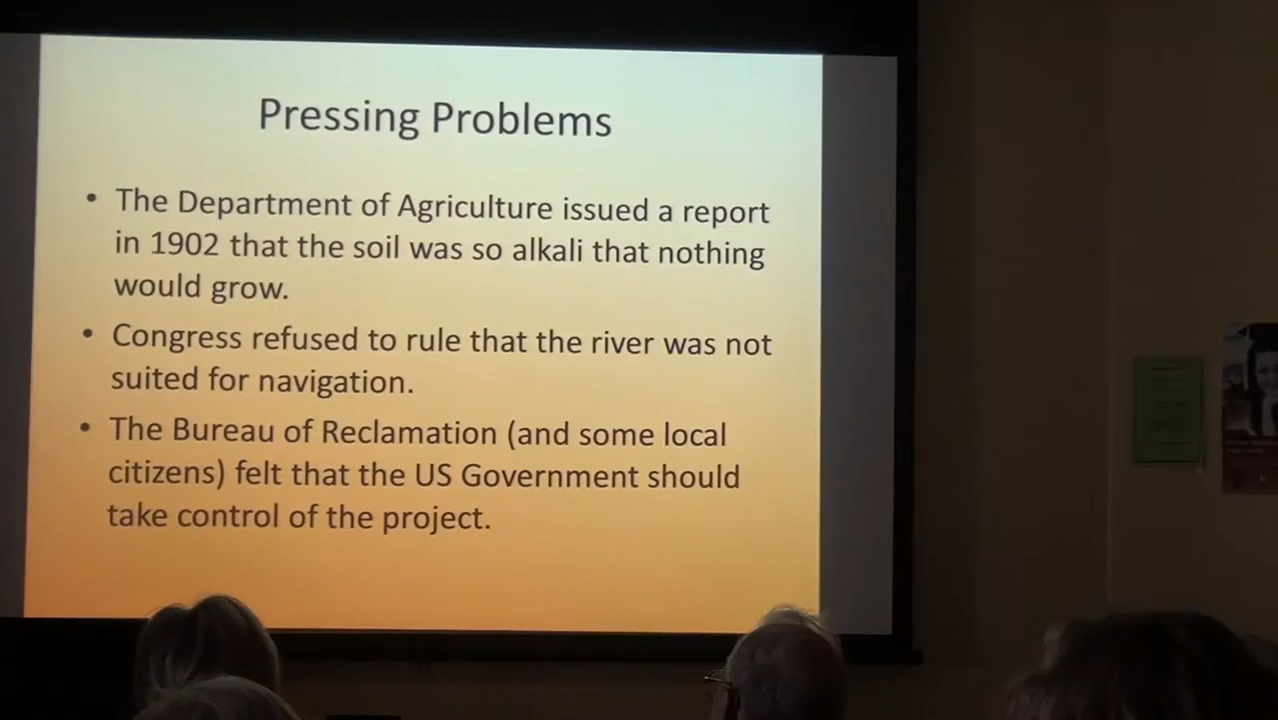 Pressing Problems
• The Department of Agriculture issued a report
in 1902 that the soil was so alkali that nothing
would grow.
• Congress refused to rule that the river was not
suited for navigation.
• The Bureau of Reclamation (and some local
citizens) felt that the US Government should
take control of the project.